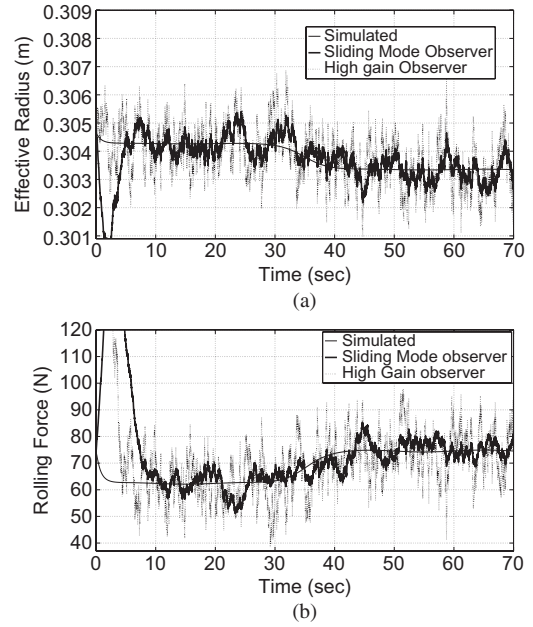 (a)
0.309
0.308
0.307
0.306
0.305
0.304
0.303
0.302
0.301
Effective Radius (m)
Simulated
Sliding Mode Observer
High gain Observer
0 10 20 30 40 50 60 70
Time (sec)
(a)
120
110
100
90
80
70
60
50
40
Rolling Force (N)
Simulated
Sliding Mode observer
High Gain observer
0 10 20 30 40 50 60 70
Time (sec)
(b)